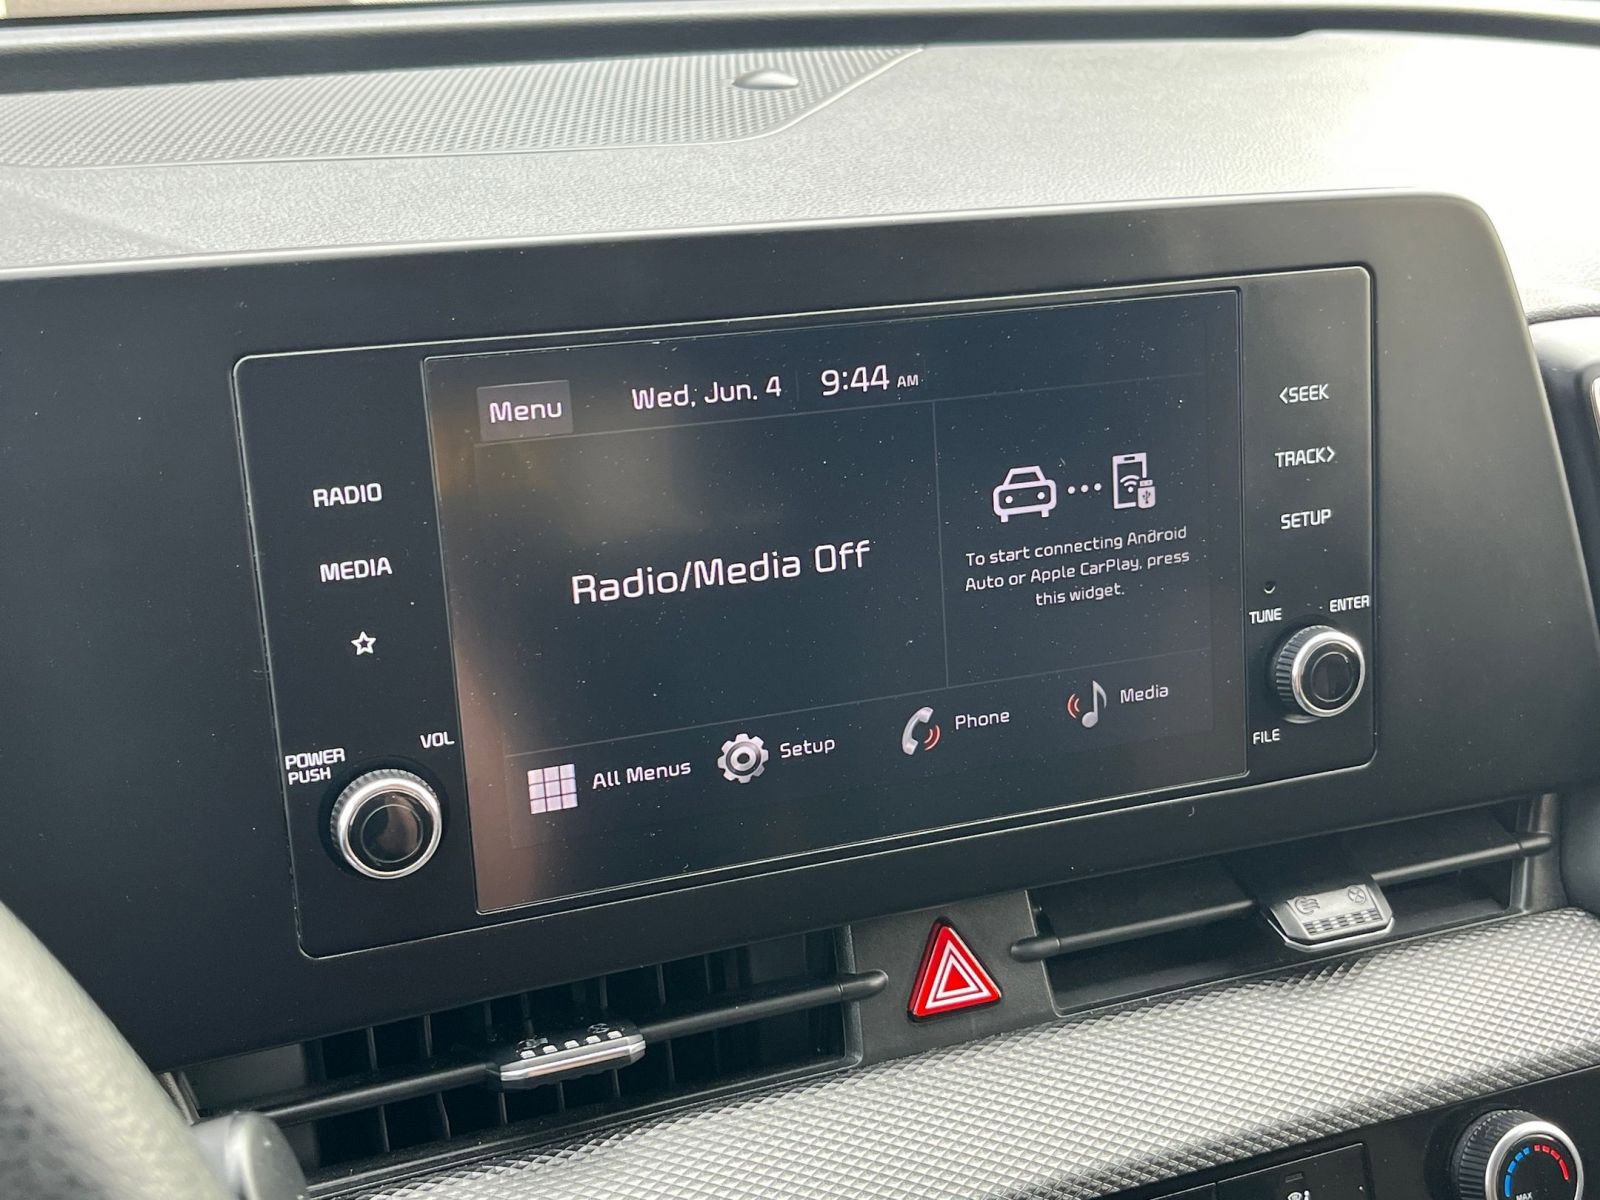 Menu
Wed, Jun. 4
9:44 AM
<SEEK
TRACK>
SETUP
RADIO
MEDIA
Radio/Media Off
To start connecting Android
Auto or Apple CarPlay, press
this widget.
TUNE
ENTER
FILE
POWER
PUSH
VOL
All Menus
Setup
Phone
Media
MAX